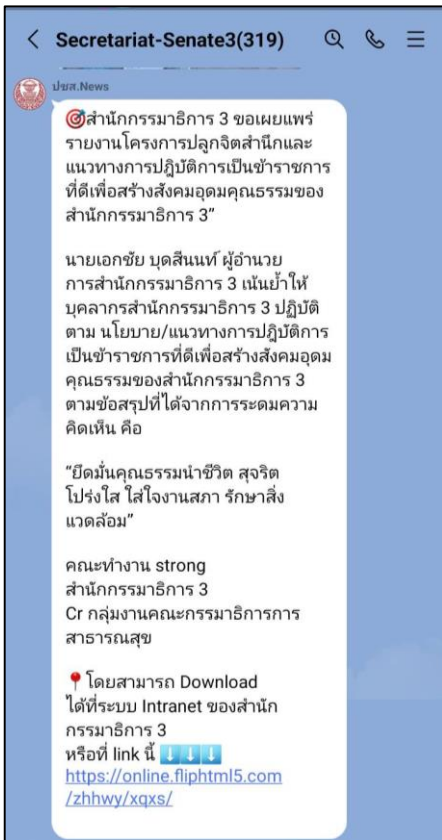 Secretariat-Senate3(319)
ปชส.News
🎯สำนักกรรมาธิการ 3 ขอเผยแพร่
รายงานโครงการปลูกจิตสำนึกและ
แนวทางการปฏิบัติการเป็นข้าราชการ
ที่ดีเพื่อสร้างสังคมอุดมคุณธรรมของ
สำนักกรรมาธิการ 3”
นายเอกชัย บุดสีนนท์ ผู้อำนวย
การสำนักกรรมาธิการ 3 เน้นย้ำให้
บุคลากรสำนักกรรมาธิการ 3 ปฏิบัติ
ตาม นโยบาย/แนวทางการปฏิบัติการ
เป็นข้าราชการที่ดีเพื่อสร้างสังคมอุดม
คุณธรรมของสำนักกรรมาธิการ 3
ตามข้อสรุปที่ได้จากการระดมความ
คิดเห็น คือ
“ยึดมั่นคุณธรรมนำชีวิต สุจริต
โปร่งใส ใส่ใจงานสภา รักษาสิ่ง
แวดล้อม”
คณะทำงาน strong
สำนักกรรมาธิการ 3
Cr กลุ่มงานคณะกรรมาธิการการ
สาธารณสุข
📍โดยสามารถ Download
ได้ที่ระบบ Intranet ของสำนัก
กรรมาธิการ 3
หรือที่ link นี้ ⬇️⬇️⬇️
https://online.fliphtml5.com
/zhhwy/xqxs/